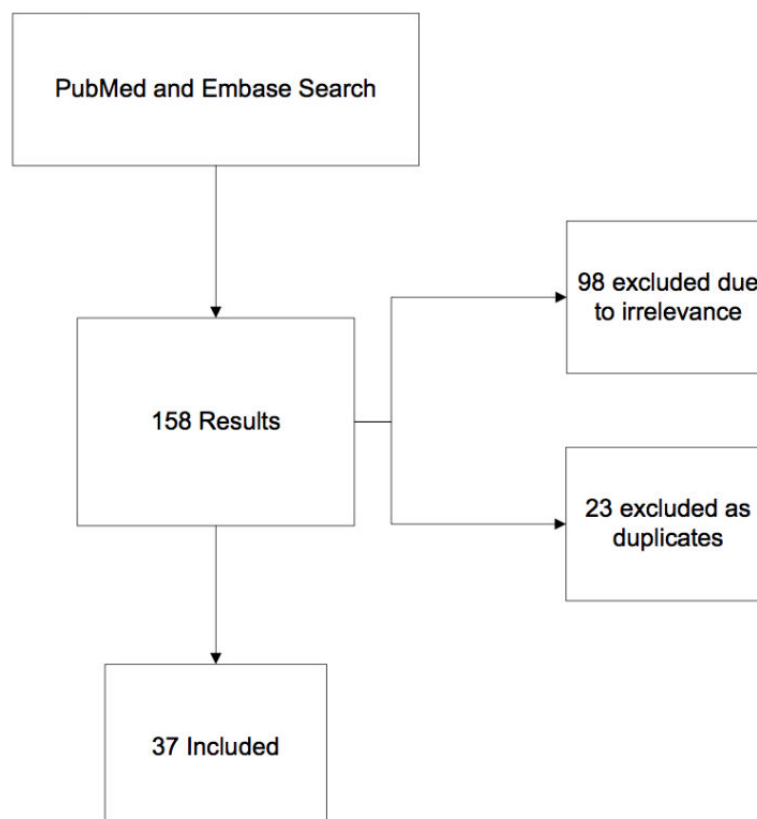 PubMed and Embase Search
98 excluded due
to irrelevance
158 Results
23 excluded as
duplicates
37 Included